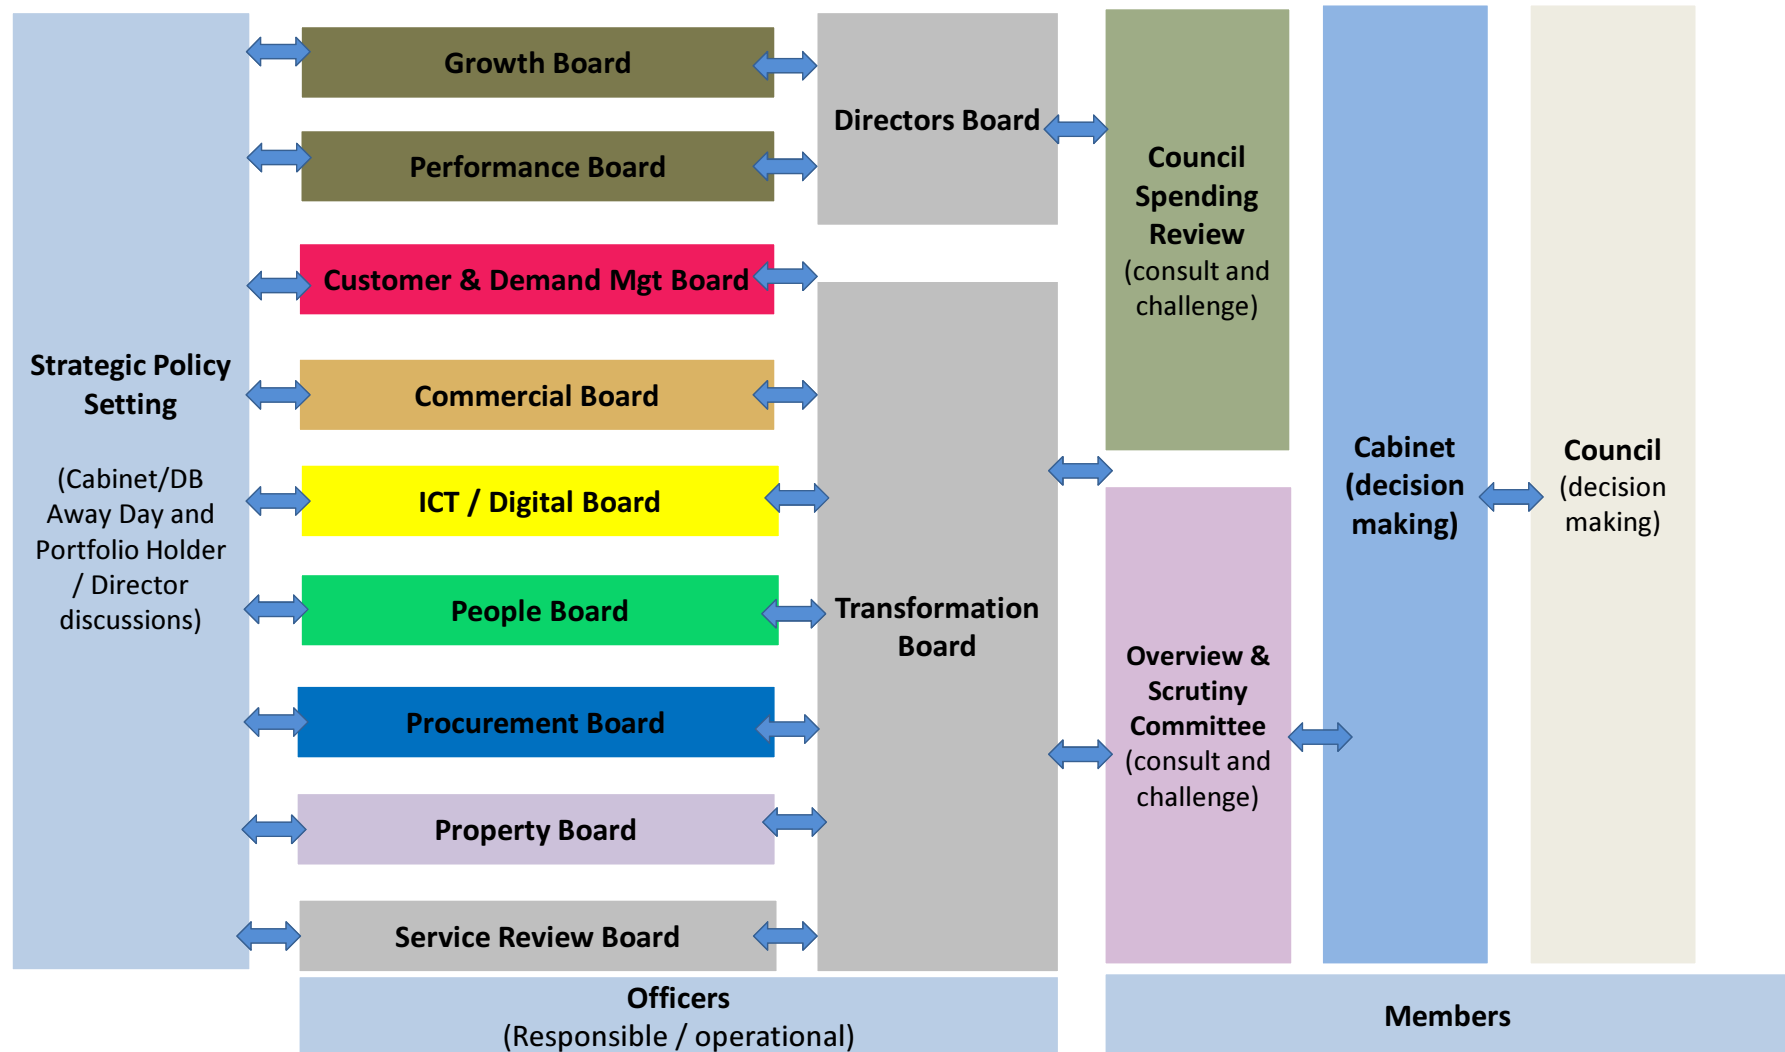 Strategic Policy
Setting
(Cabinet/DB
Away Day and
Portfolio Holder
/ Director
discussions)
Growth Board
Performance Board
Customer & Demand Mgt Board
Commercial Board
ICT / Digital Board
People Board
Procurement Board
Property Board
Service Review Board
Directors Board
Transformation
Board
Officers
(Responsible / operational)
Council
Spending
Review
(consult and
challenge)
Overview &
Scrutiny
Committee
(consult and
challenge)
Cabinet
(decision
making)
Council
(decision
making)
Members